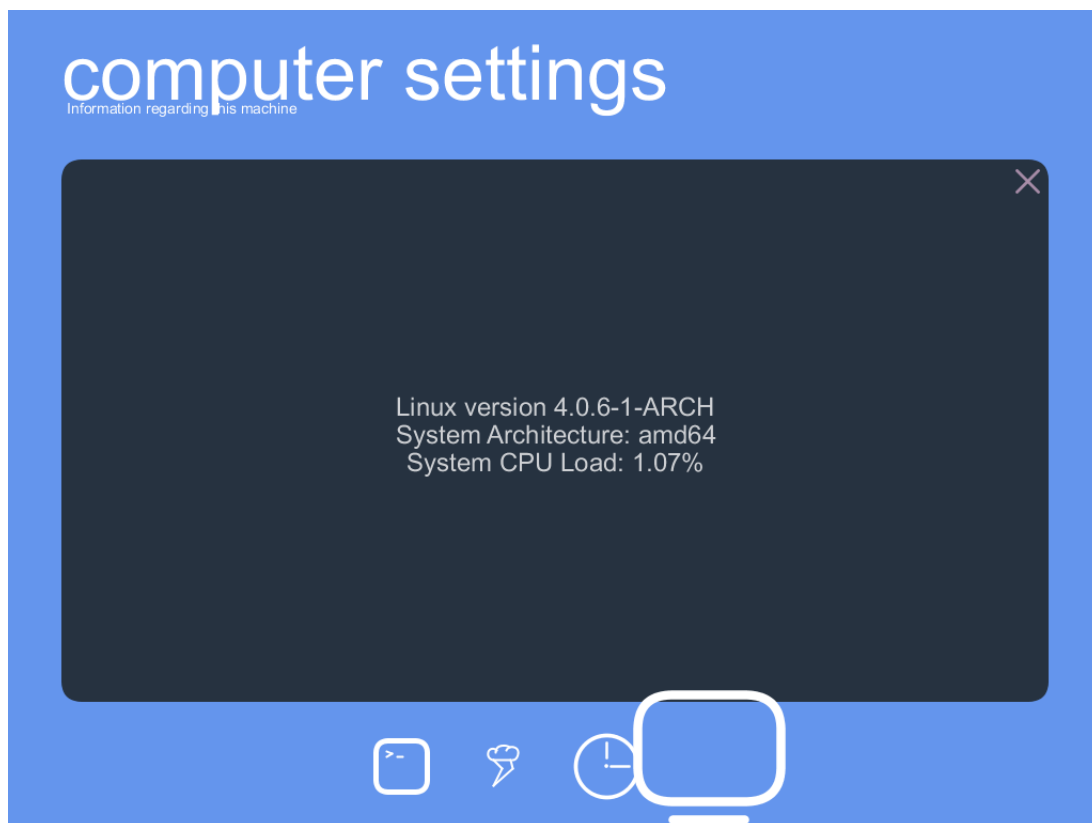 computer settings
Information regarding this machine
Linux version 4.0.6-1-ARCH
System Architecture: amd64
System CPU Load: 1.07%
>-